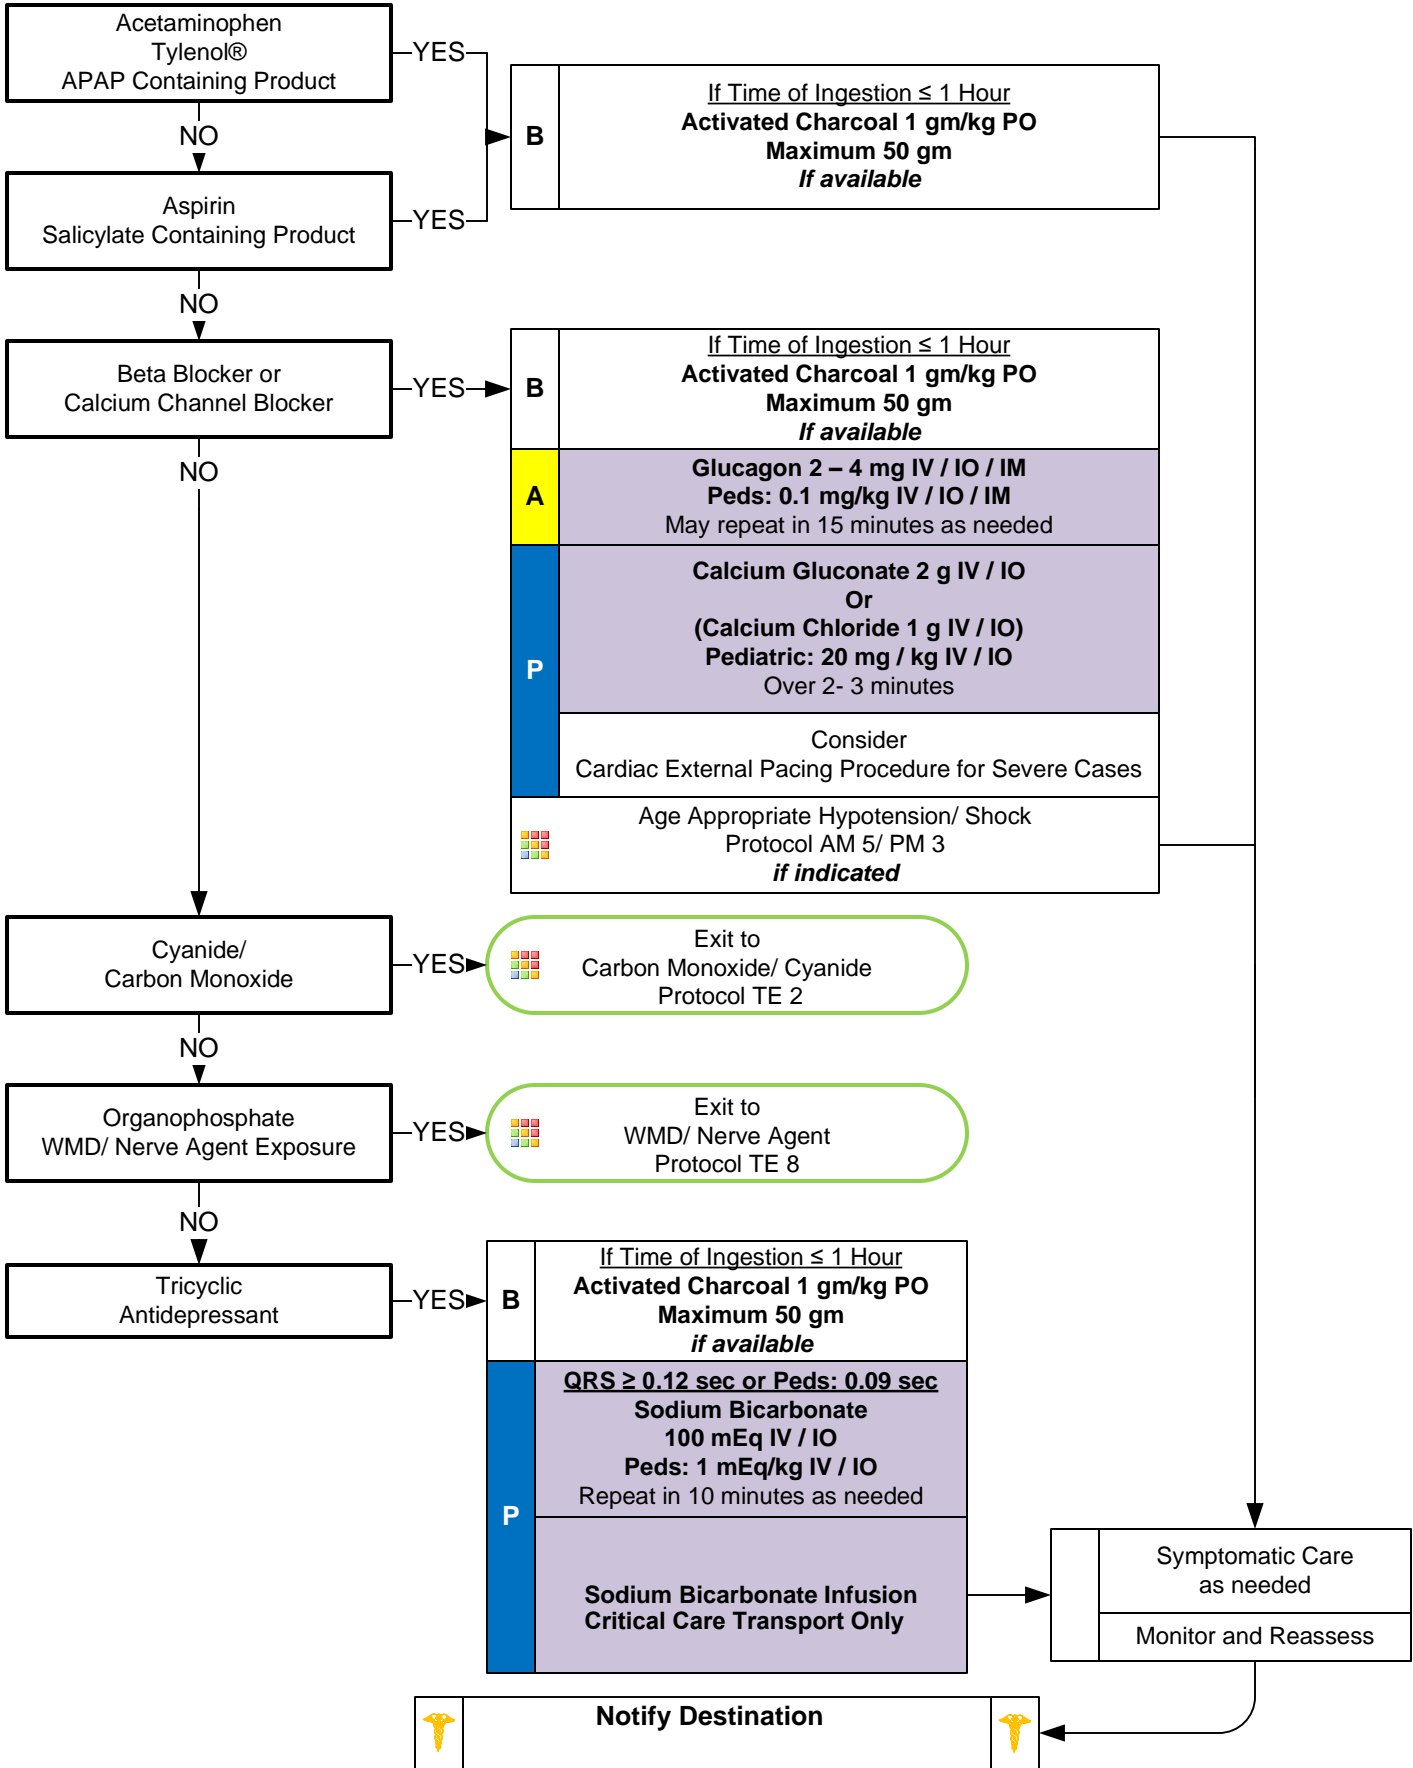 Acetaminophen
Tylenol®
APAP Containing Product
YES
NO
B
If Time of Ingestion ≤ 1 Hour
Activated Charcoal 1 gm/kg PO
Maximum 50 gm
If available
Aspirin
Salicylate Containing Product
YES
NO
Beta Blocker or
Calcium Channel Blocker
YES
NO
B
If Time of Ingestion ≤ 1 Hour
Activated Charcoal 1 gm/kg PO
Maximum 50 gm
If available
A
Glucagon 2 – 4 mg IV / IO / IM
Peds: 0.1 mg/kg IV / IO / IM
May repeat in 15 minutes as needed
P
Calcium Gluconate 2 g IV / IO
Or
(Calcium Chloride 1 g IV / IO)
Pediatric: 20 mg / kg IV / IO
Over 2- 3 minutes
Consider
Cardiac External Pacing Procedure for Severe Cases
Age Appropriate Hypotension/ Shock
Protocol AM 5/ PM 3
if indicated
Cyanide/
Carbon Monoxide
YES
Exit to
Carbon Monoxide/ Cyanide
Protocol TE 2
NO
Organophosphate
WMD/ Nerve Agent Exposure
YES
Exit to
WMD/ Nerve Agent
Protocol TE 8
NO
Tricyclic
Antidepressant
YES
B
If Time of Ingestion ≤ 1 Hour
Activated Charcoal 1 gm/kg PO
Maximum 50 gm
if available
P
QRS ≥ 0.12 sec or Peds: 0.09 sec
Sodium Bicarbonate
100 mEq IV / IO
Peds: 1 mEq/kg IV / IO
Repeat in 10 minutes as needed
Sodium Bicarbonate Infusion
Critical Care Transport Only
Symptomatic Care
as needed
Monitor and Reassess
Notify Destination